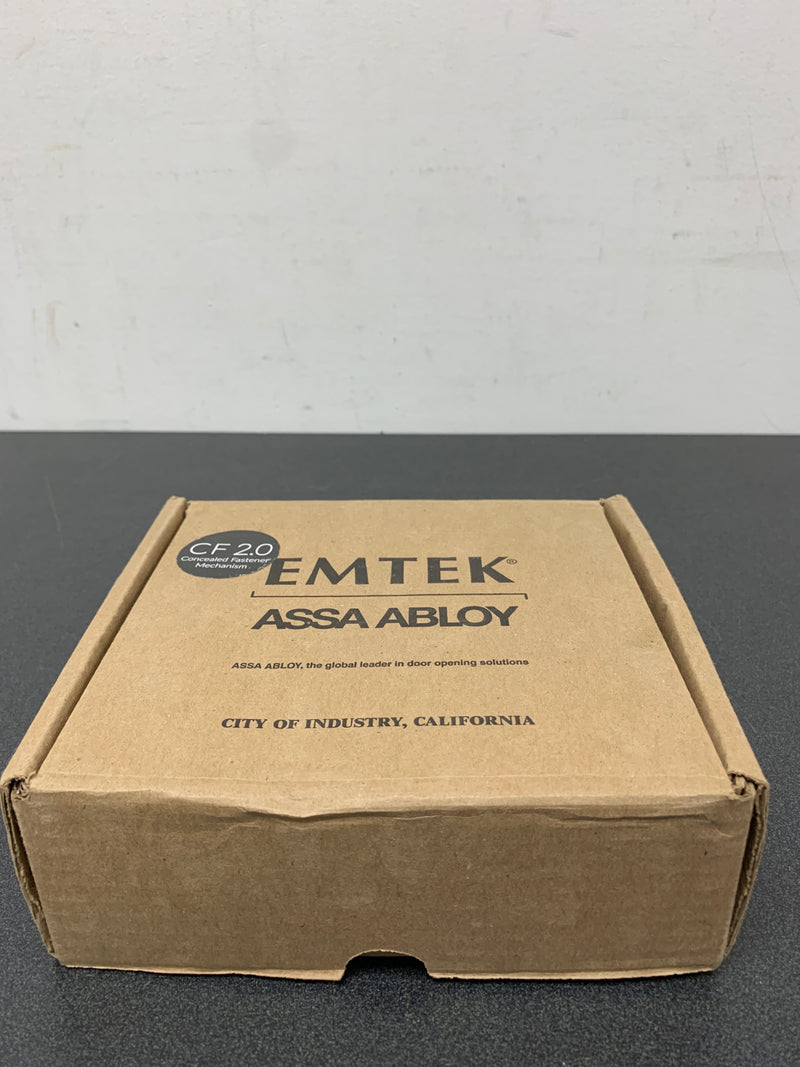 CF 2.0
Concealed Fastener
Mechanism
EMTEK®
ASSA ABLOY
ASSA ABLOY, the global leader in door opening solutions
CITY OF INDUSTRY, CALIFORNIA